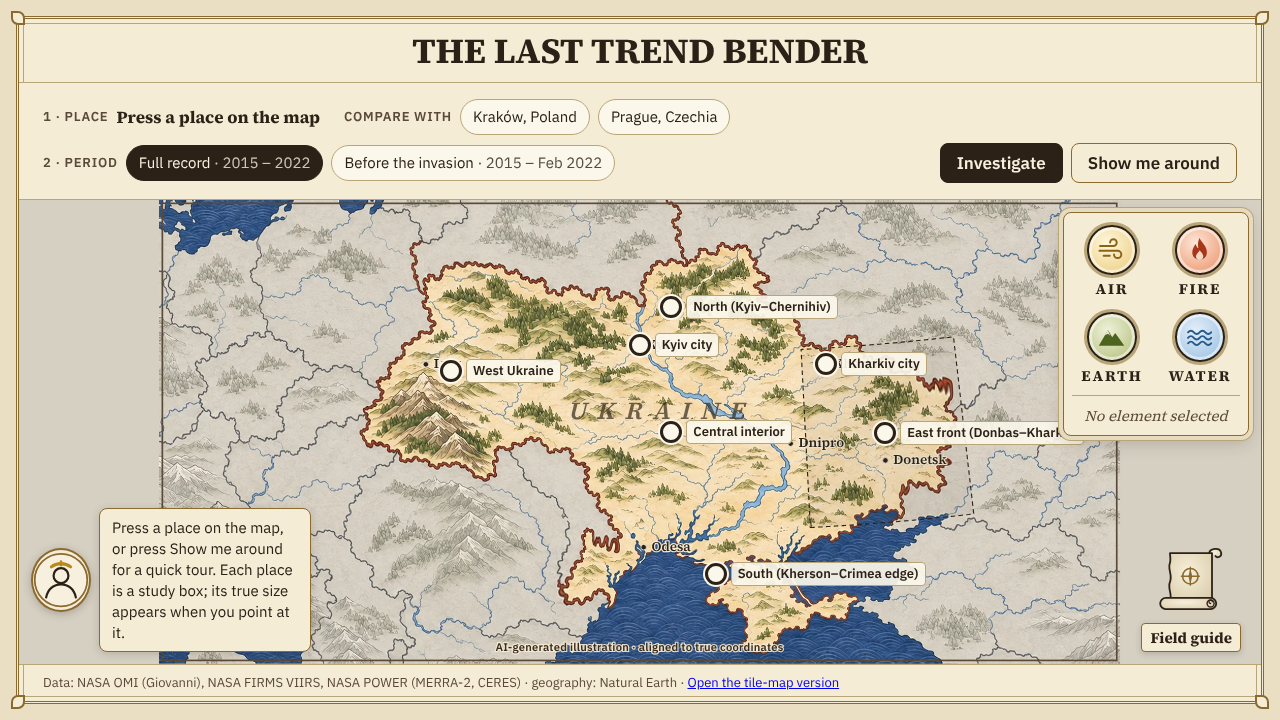 THE LAST TREND BENDER
1 · PLACE Press a place on the map COMPARE WITH Kraków, Poland Prague, Czechia
2 · PERIOD Full record · 2015 – 2022 Before the invasion · 2015 – Feb 2022 Investigate Show me around
AIR FIRE
EARTH WATER
No element selected
North (Kyiv–Chernihiv)
Kyiv city
Kharkiv city
West Ukraine
UKRAINE
Central interior
Dnipro
East front (Donbas–Khark
Donetsk
Odesa
South (Kherson–Crimea edge)
AI-generated illustration · aligned to true coordinates
Press a place on the map,
or press Show me around
for a quick tour. Each place
is a study box; its true size
appears when you point at
it.
Field guide
Data: NASA OMI (Giovanni), NASA FIRMS VIIRS, NASA POWER (MERRA-2, CERES) · geography: Natural Earth · Open the tile-map version